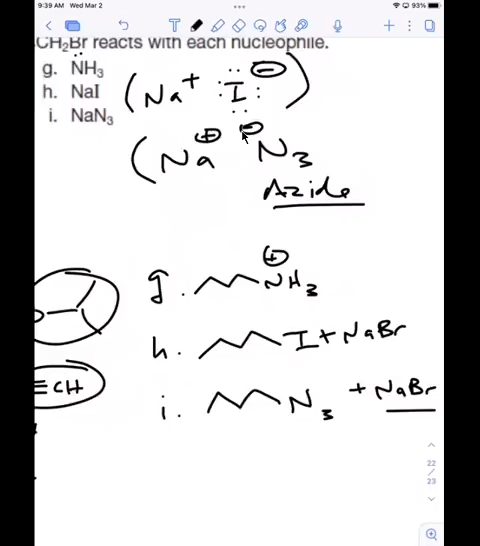 9:39 AM Wed Mar 2 93%
CH₂Br reacts with each nucleophile.
g. NH₃
h. NaI
i. NaN₃
(Na⁺ :I: ⊖)
(Na ⊕ ⊖ N₃
Azide
g. NH₃ ⊕
h. I + NaBr
≡CH
i. N₃ + NaBr
22
/
23